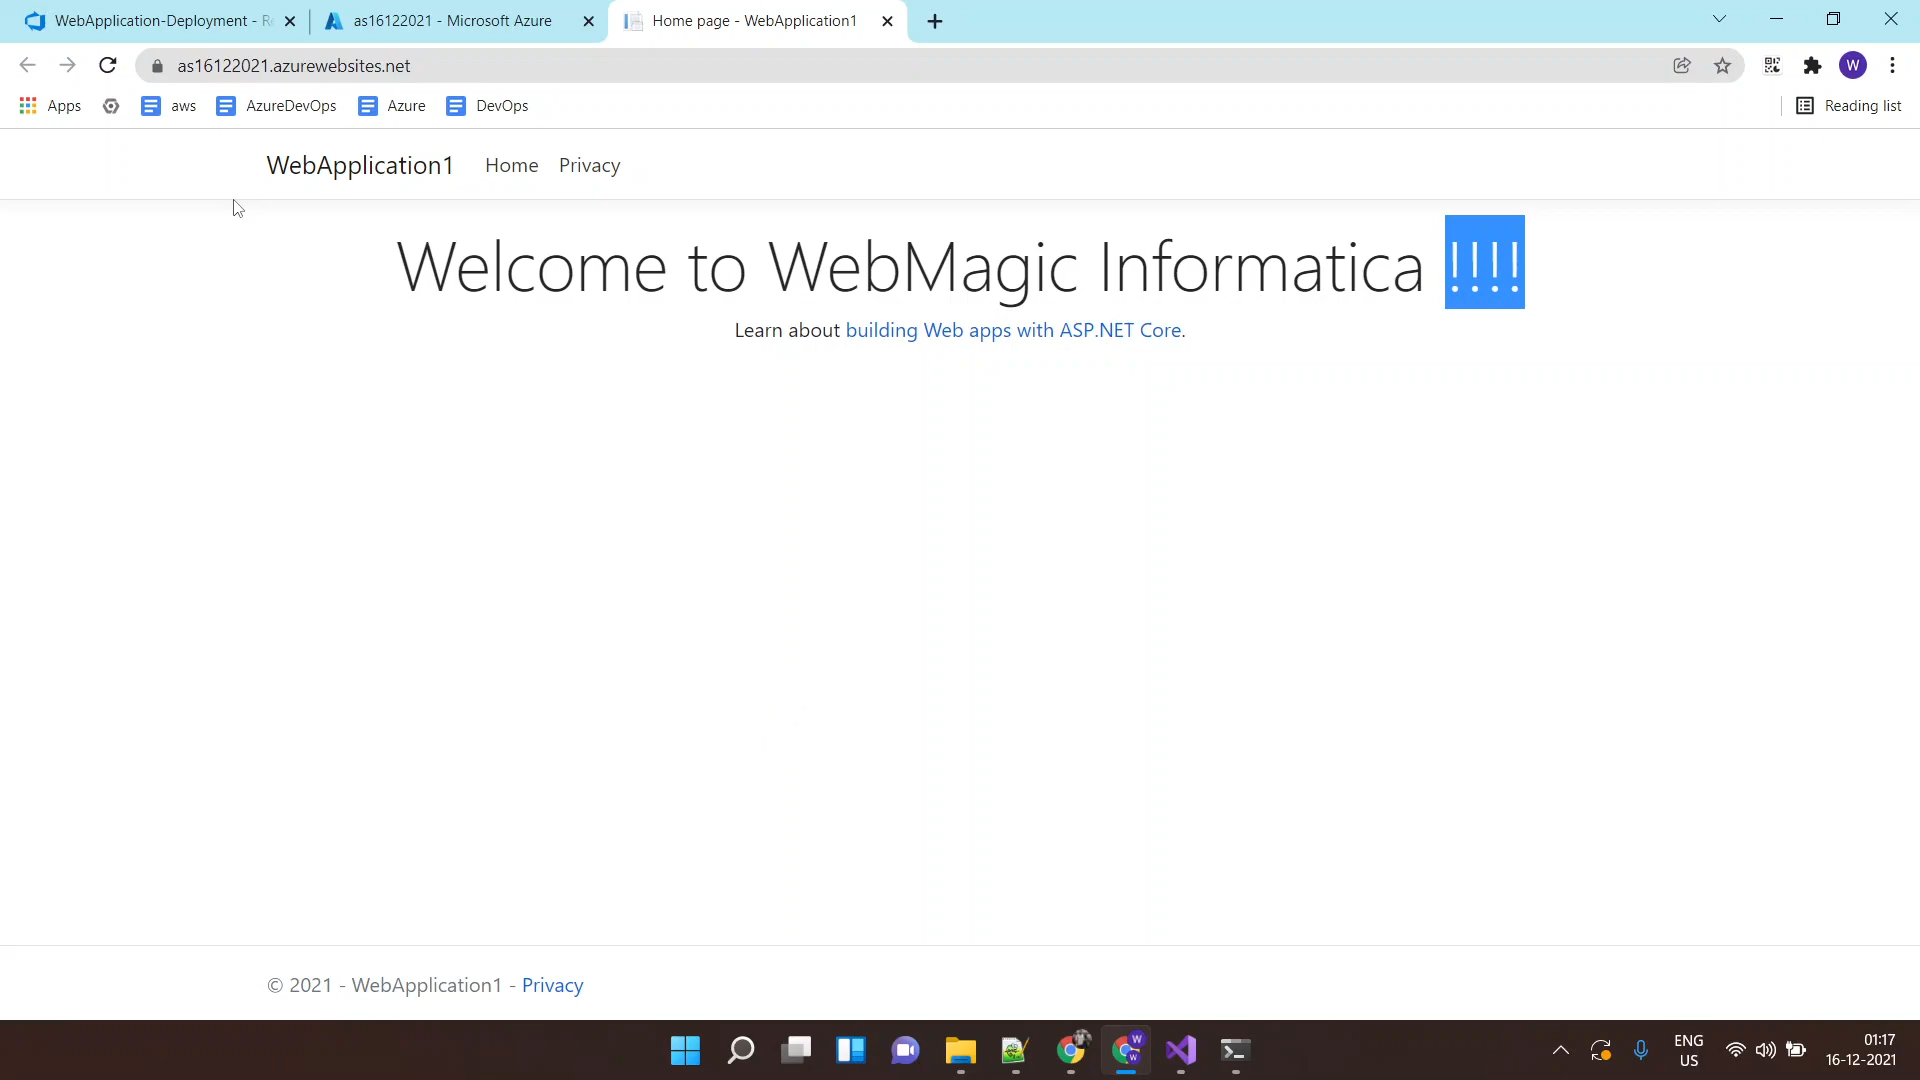 WebApplication-Deployment - Re
as16122021 - Microsoft Azure
Home page - WebApplication1
as16122021.azurewebsites.net
W
Apps
aws
AzureDevOps
Azure
DevOps
Reading list
WebApplication1
Home
Privacy
Welcome to WebMagic Informatica !!!!
Learn about building Web apps with ASP.NET Core.
© 2021 - WebApplication1 - Privacy
W
W
ENG
US
01:17
16-12-2021